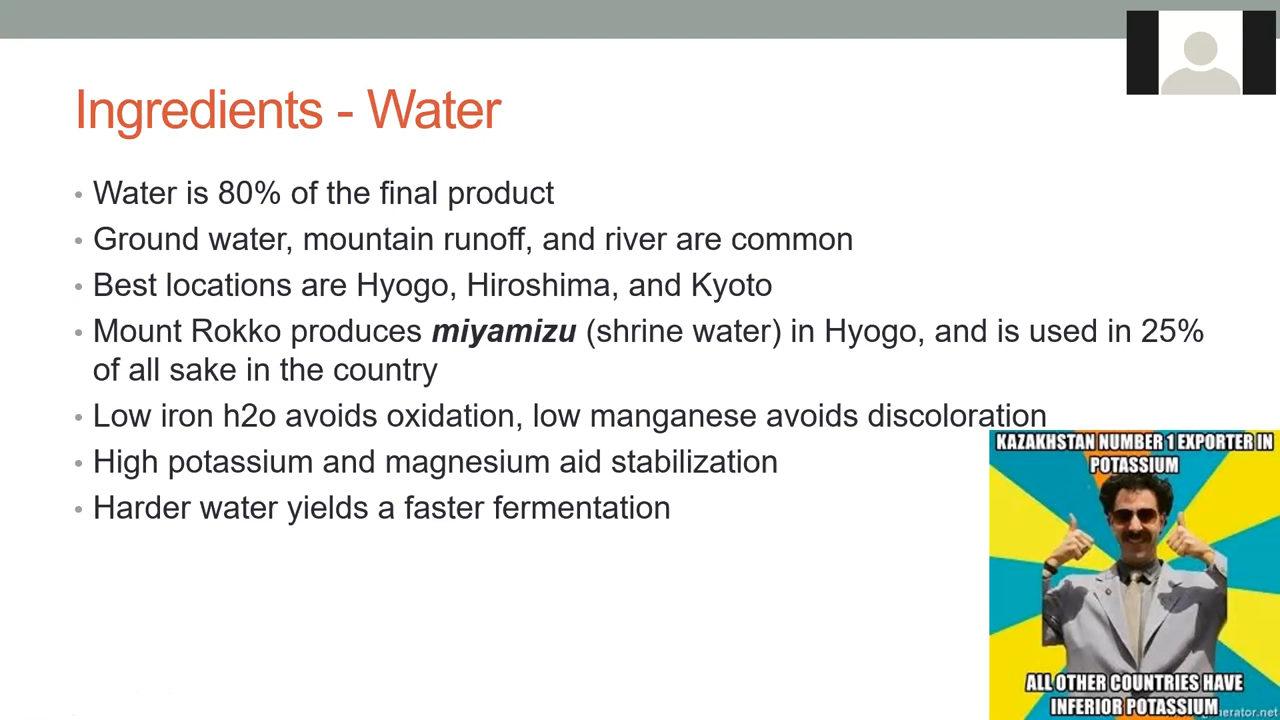 Ingredients - Water
• Water is 80% of the final product
• Ground water, mountain runoff, and river are common
• Best locations are Hyogo, Hiroshima, and Kyoto
• Mount Rokko produces miyamizu (shrine water) in Hyogo, and is used in 25%
of all sake in the country
• Low iron h2o avoids oxidation, low manganese avoids discoloration
• High potassium and magnesium aid stabilization
• Harder water yields a faster fermentation
KAZAKHSTAN NUMBER 1 EXPORTER IN
POTASSIUM
ALL OTHER COUNTRIES HAVE
INFERIOR POTASSIUM
erator.net